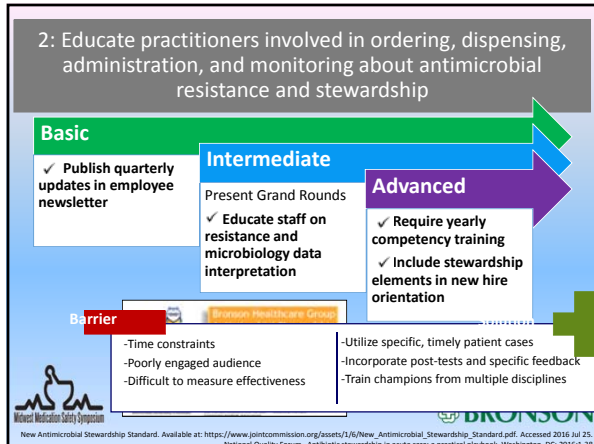 2: Educate practitioners involved in ordering, dispensing,
administration, and monitoring about antimicrobial
resistance and stewardship
Basic
✓ Publish quarterly
updates in employee
newsletter
Intermediate
Present Grand Rounds
✓ Educate staff on
resistance and
microbiology data
interpretation
Advanced
✓ Require yearly
competency training
✓ Include stewardship
elements in new hire
orientation
Bronson Healthcare Group
Barrier
-Time constraints
-Poorly engaged audience
-Difficult to measure effectiveness
Solution
-Utilize specific, timely patient cases
-Incorporate post-tests and specific feedback
-Train champions from multiple disciplines
Midwest Medication Safety Symposium
BRONSON
New Antimicrobial Stewardship Standard. Available at: https://www.jointcommission.org/assets/1/6/New_Antimicrobial_Stewardship_Standard.pdf. Accessed 2016 Jul 25.